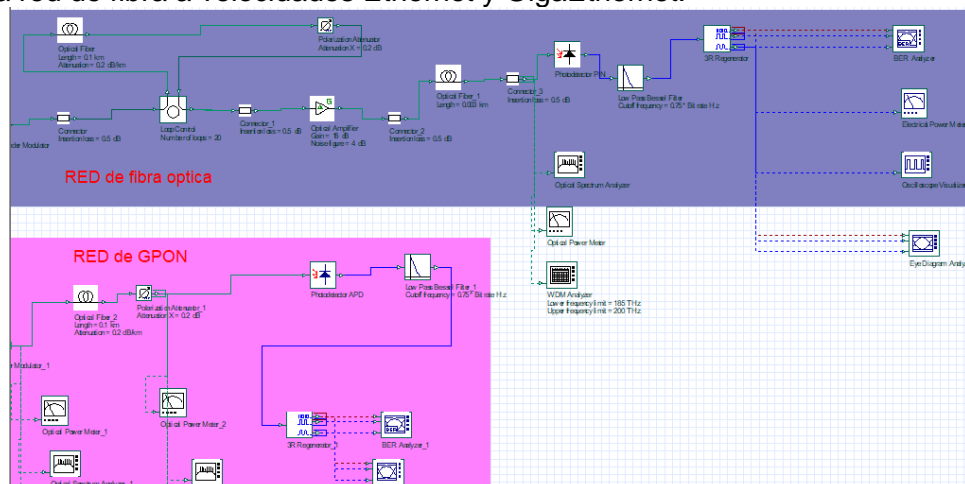 a red de fibra a velocidades Ethernet y GigaEthernet.
Optical Fiber
Length = 0.1 km
Attenuation = 0.2 dB/km
Polarization Attenuator
Attenuation X = 0.2 dB
Connector
Insertion loss = 0.5 dB
Loop Control
Number of loops = 20
Connector_1
Insertion loss = 0.5 dB
Optical Amplifier
Gain = 15 dB
Noise figure = 4 dB
Connector_2
Insertion loss = 0.5 dB
Optical Fiber_1
Connector_3
Insertion loss = 0.5 dB
Photodetector PIN
Low Pass Bessel Filter
Cutoff frequency = 0.75 * Bit rate Hz
3R Regenerator
BER Analyzer
Electrical Power Mete
Oscilloscope Visualiz
Eye Diagram Analy
Optical Spectrum Analyzer
Optical Power Meter
WDM Analyzer
Lower frequency limit = 185 THz
Upper frequency limit = 200 THz
Modulator
RED de fibra optica
RED de GPON
Optical Fiber_2
Length = 0.1 km
Attenuation = 0.2 dB/km
Polarization Attenuator_1
Attenuation X = 0.2 dB
Photodetector APD
Low Pass Bessel Filter_1
Cutoff frequency = 0.75 * Bit rate Hz
Modulator_1
Optical Power Meter_1
Optical Power Meter_2
3R Regenerator_1
BER Analyzer_1